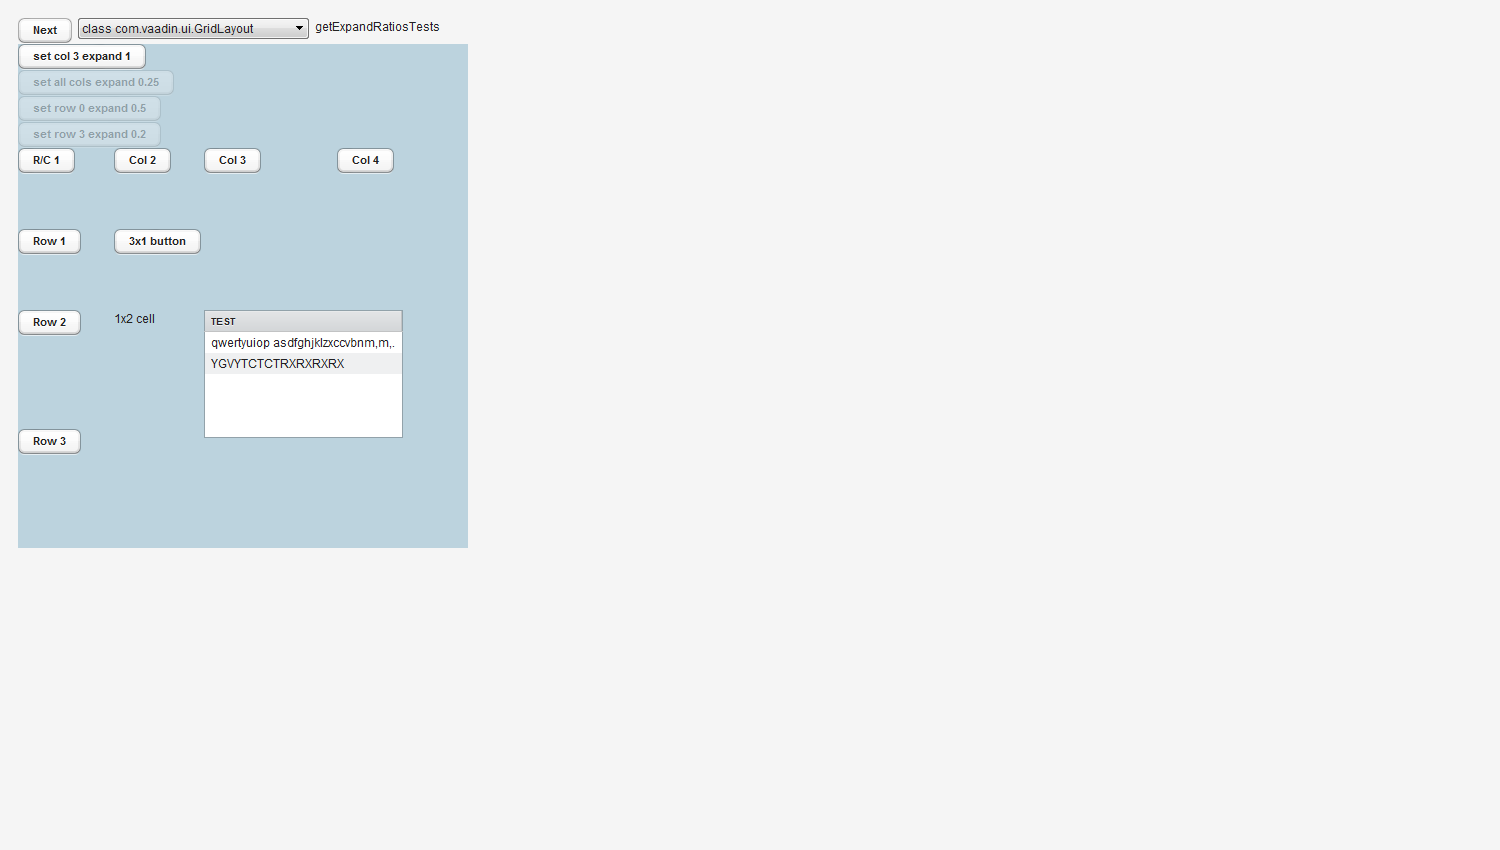 Next class com.vaadin.ui.GridLayout getExpandRatiosTests
set col 3 expand 1
set all cols expand 0.25
set row 0 expand 0.5
set row 3 expand 0.2
R/C 1 Col 2 Col 3 Col 4
Row 1 3x1 button
Row 2 1x2 cell TEST
qwertyuiop asdfghjklzxccvbnm,m,.
YGVYTCTCTRXRXRXRX
Row 3